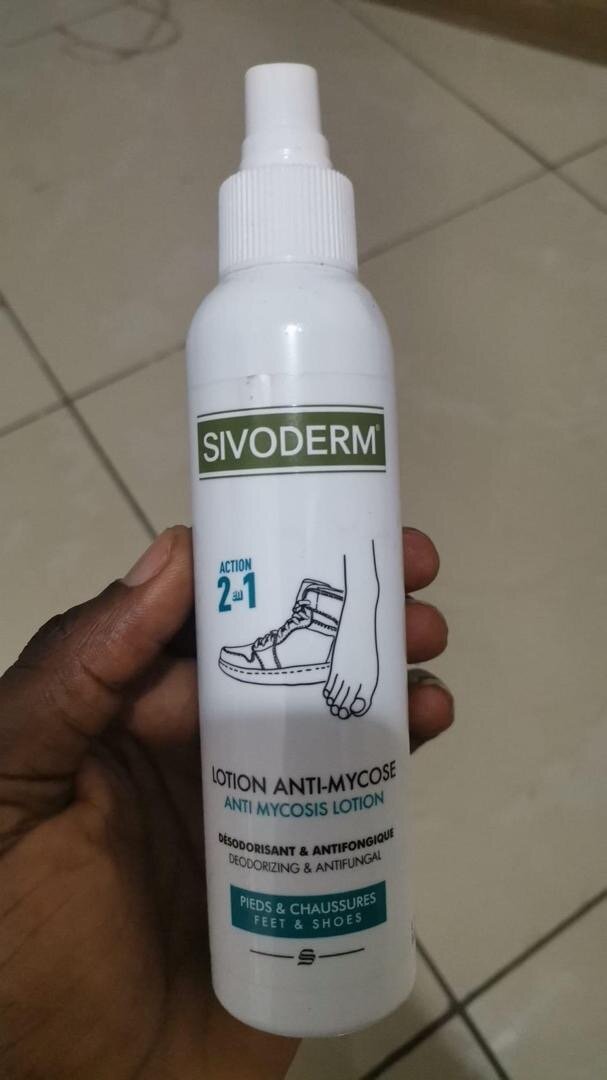 SIVODERM®
ACTION
2 en 1
LOTION ANTI-MYCOSE
ANTI MYCOSIS LOTION
DÉSODORISANT & ANTIFONGIQUE
DEODORIZING & ANTIFUNGAL
PIEDS & CHAUSSURES
FEET & SHOES